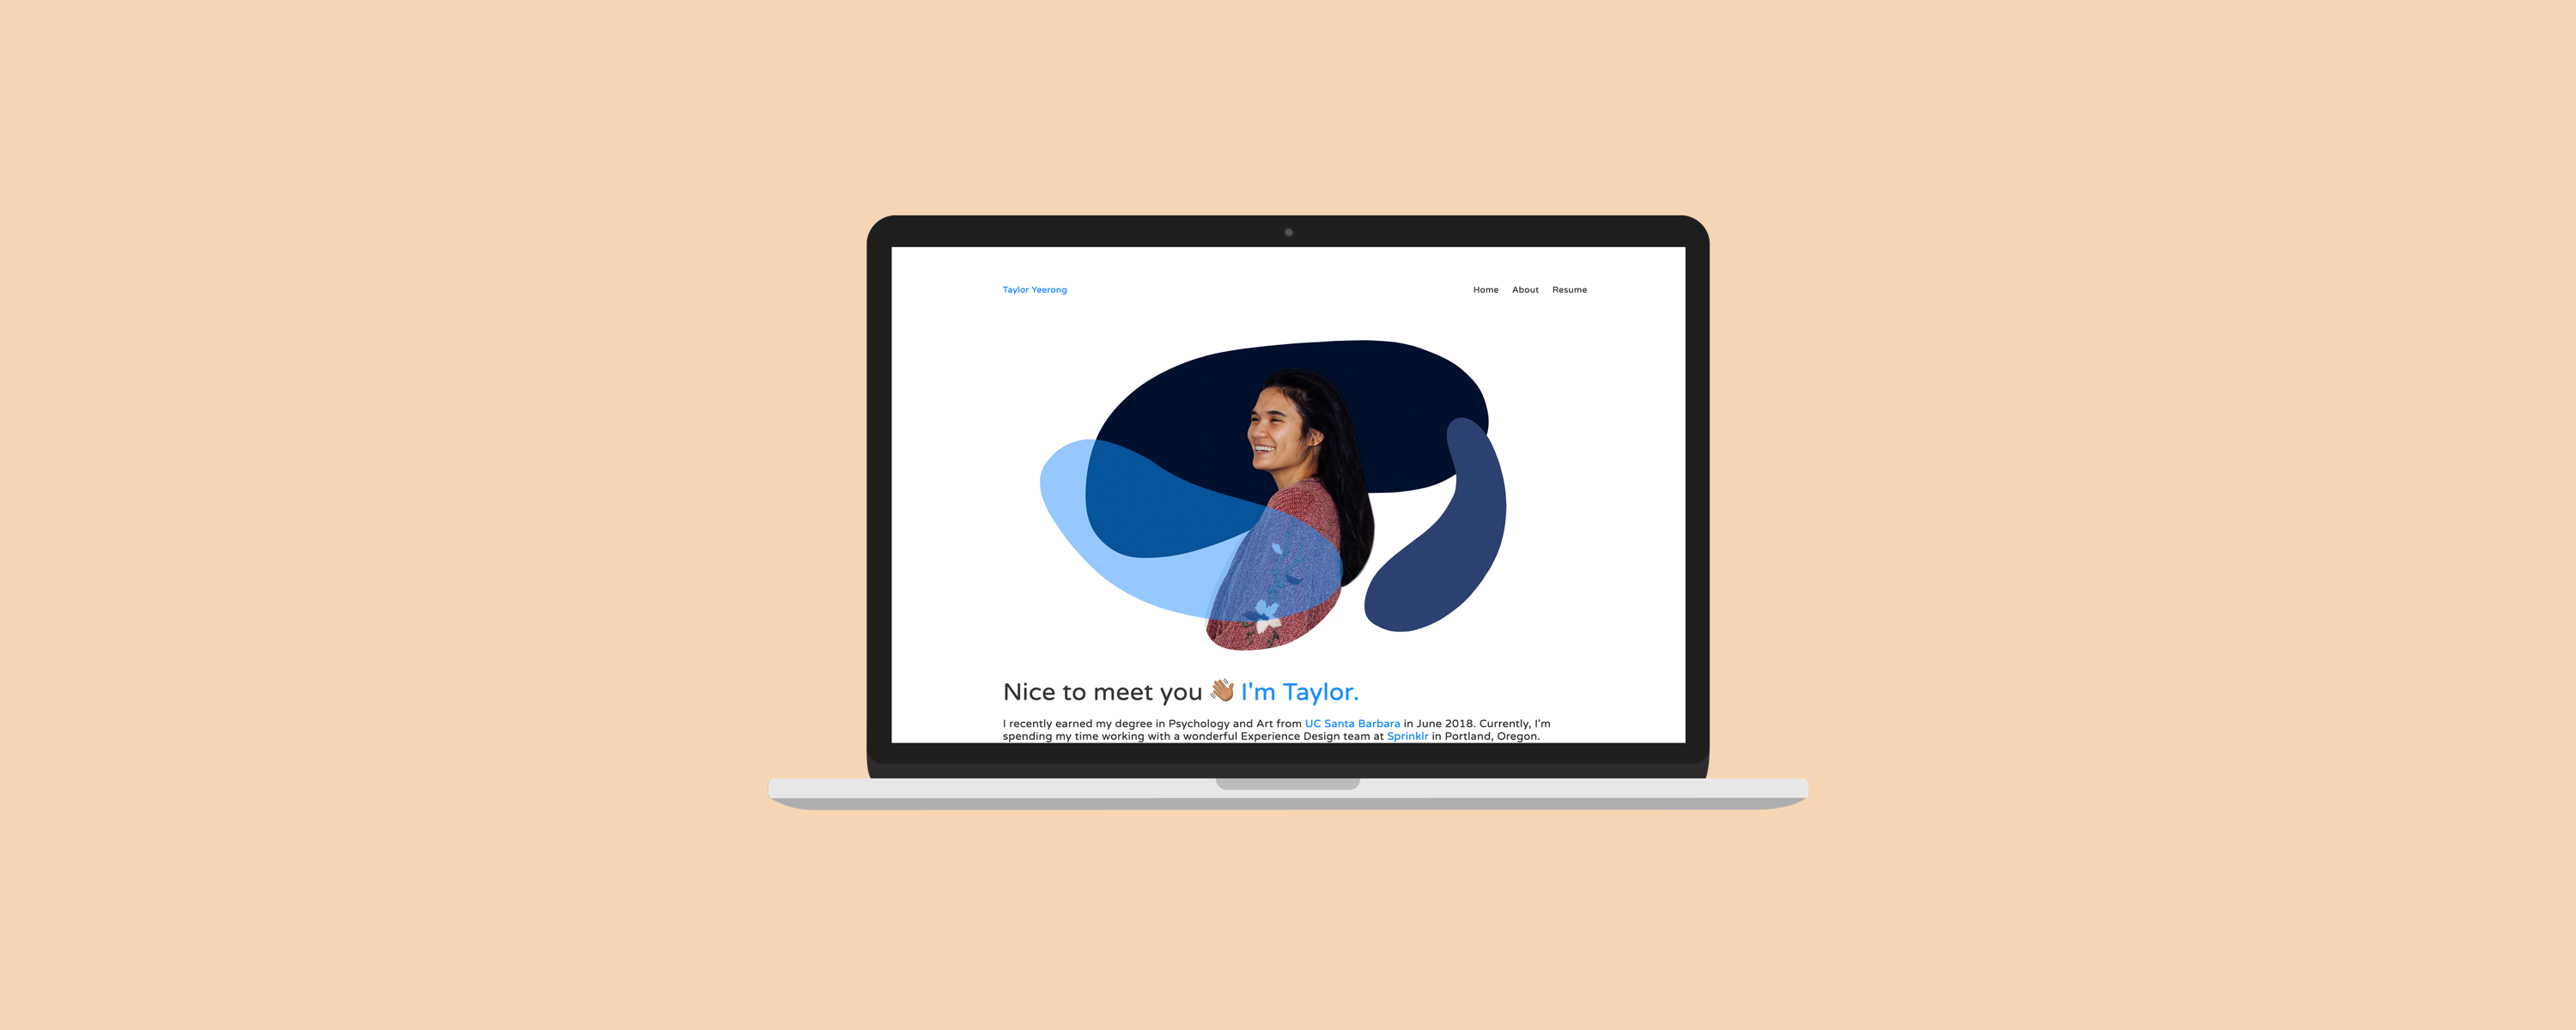 Taylor Yeerong
Home About Resume
Nice to meet you 👋🏽 I'm Taylor.
I recently earned my degree in Psychology and Art from UC Santa Barbara in June 2018. Currently, I'm
spending my time working with a wonderful Experience Design team at Sprinklr in Portland, Oregon.